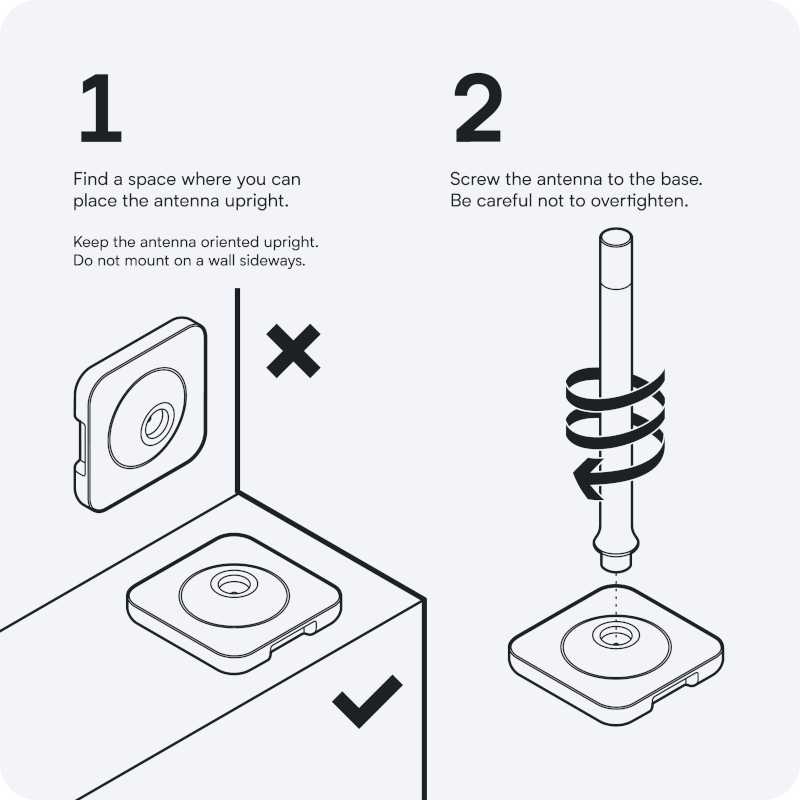 1
Find a space where you can
place the antenna upright.
Keep the antenna oriented upright.
Do not mount on a wall sideways.
2
Screw the antenna to the base.
Be careful not to overtighten.